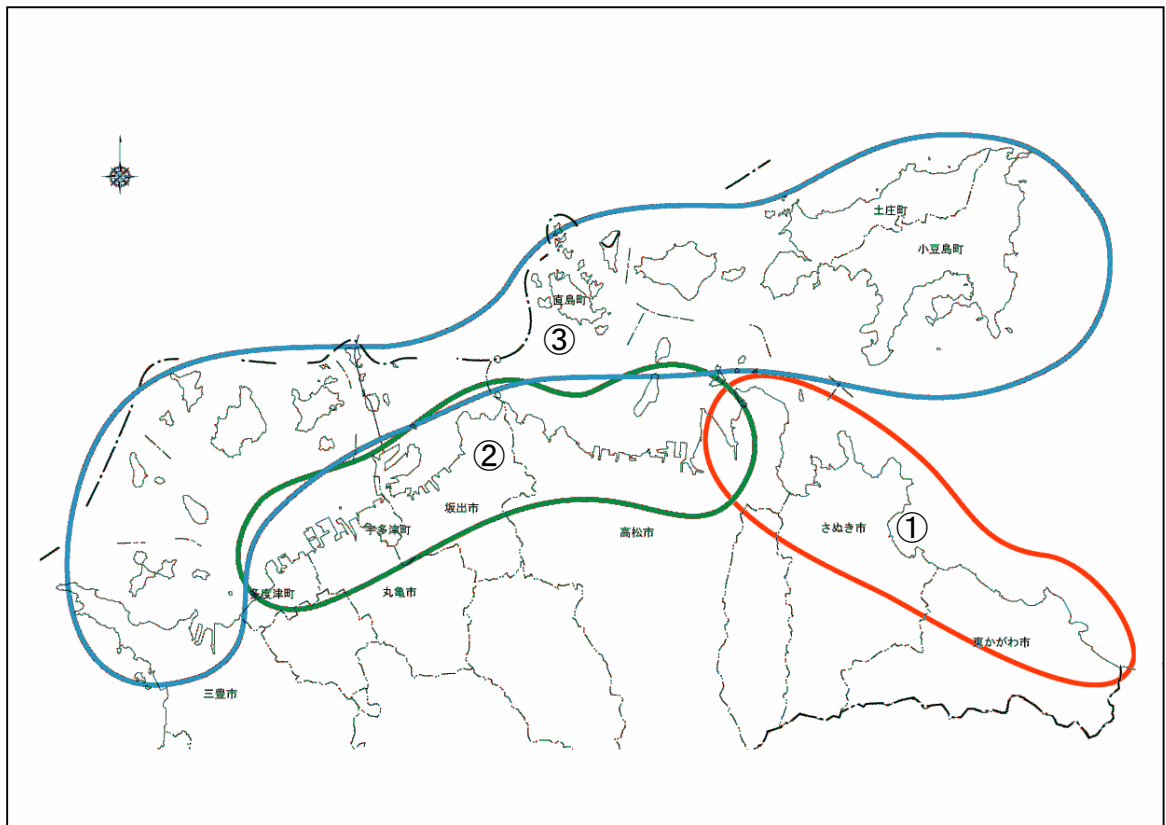 土庄町
小豆島町
直島町
③
②
坂出市
宇多津町
高松市
さぬき市
①
多度津町
丸亀市
東かがわ市
三豊市